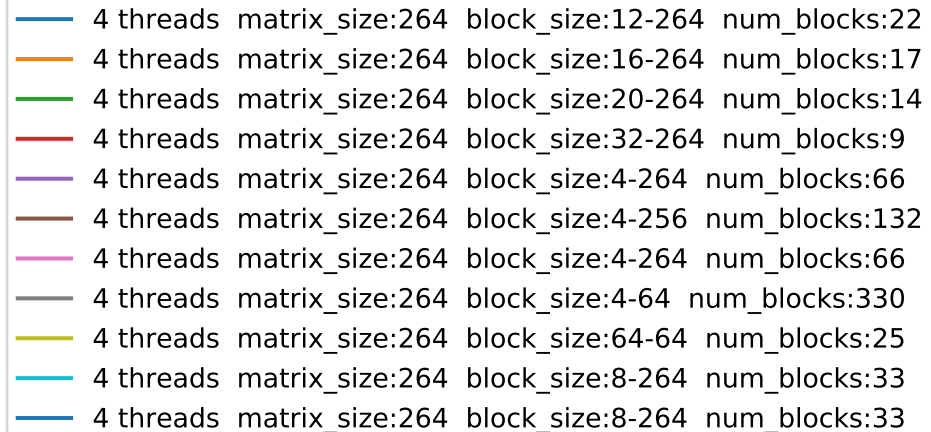 4 threads  matrix_size:264  block_size:12-264  num_blocks:22
4 threads  matrix_size:264  block_size:16-264  num_blocks:17
4 threads  matrix_size:264  block_size:20-264  num_blocks:14
4 threads  matrix_size:264  block_size:32-264  num_blocks:9
4 threads  matrix_size:264  block_size:4-264  num_blocks:66
4 threads  matrix_size:264  block_size:4-256  num_blocks:132
4 threads  matrix_size:264  block_size:4-264  num_blocks:66
4 threads  matrix_size:264  block_size:4-64  num_blocks:330
4 threads  matrix_size:264  block_size:64-64  num_blocks:25
4 threads  matrix_size:264  block_size:8-264  num_blocks:33
4 threads  matrix_size:264  block_size:8-264  num_blocks:33